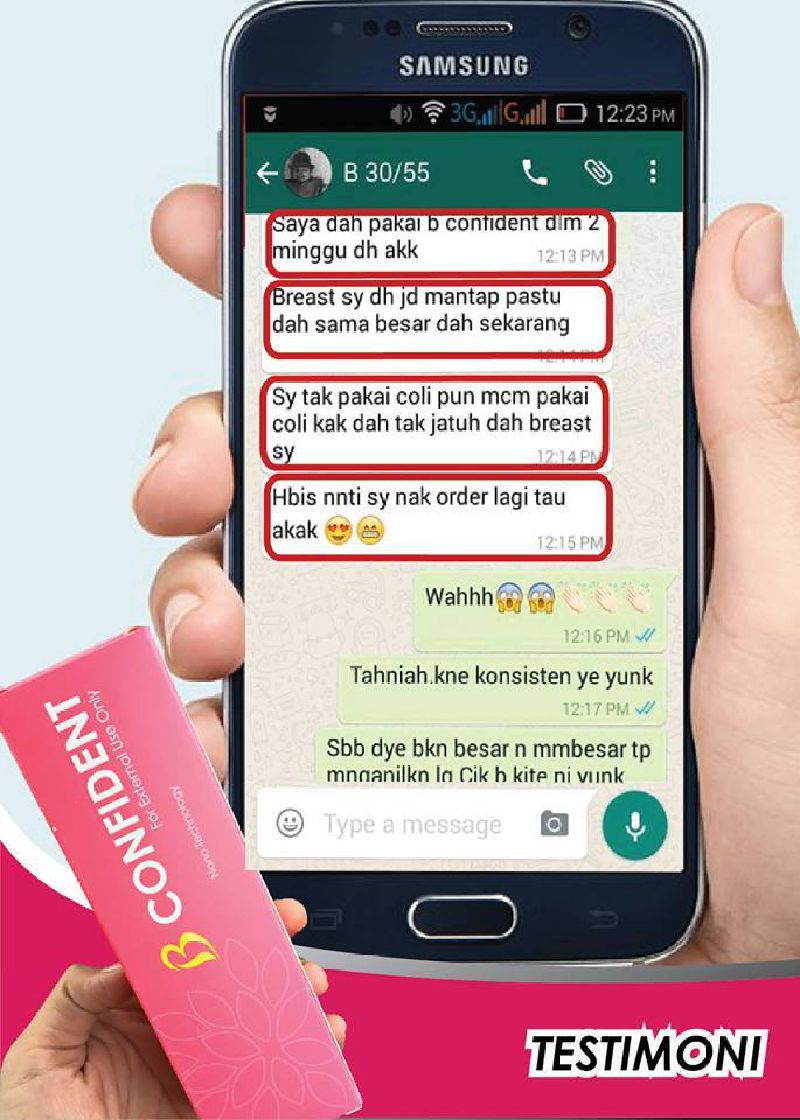 SAMSUNG
3G G 12:23 PM
B 30/55
Saya dah pakai b confident dlm 2
minggu dh akk
12:13 PM
Breast sy dh jd mantap pastu
dah sama besar dah sekarang
12:14 PM
Sy tak pakai coli pun mcm pakai
coli kak dah tak jatuh dah breast
sy
12:14 PM
Hbis nnti sy nak order lagi tau
akak 😍😁
12:15 PM
Wahhh😱😱👏👏👏
12:16 PM
Tahniah.kne konsisten ye yunk
12:17 PM
Sbb dye bkn besar n mmbesar tp
mnganjlkn lg Cik b kite ni yunk
Type a message
B CONFIDENT
For External Use Only
Nano Technology
TESTIMONI